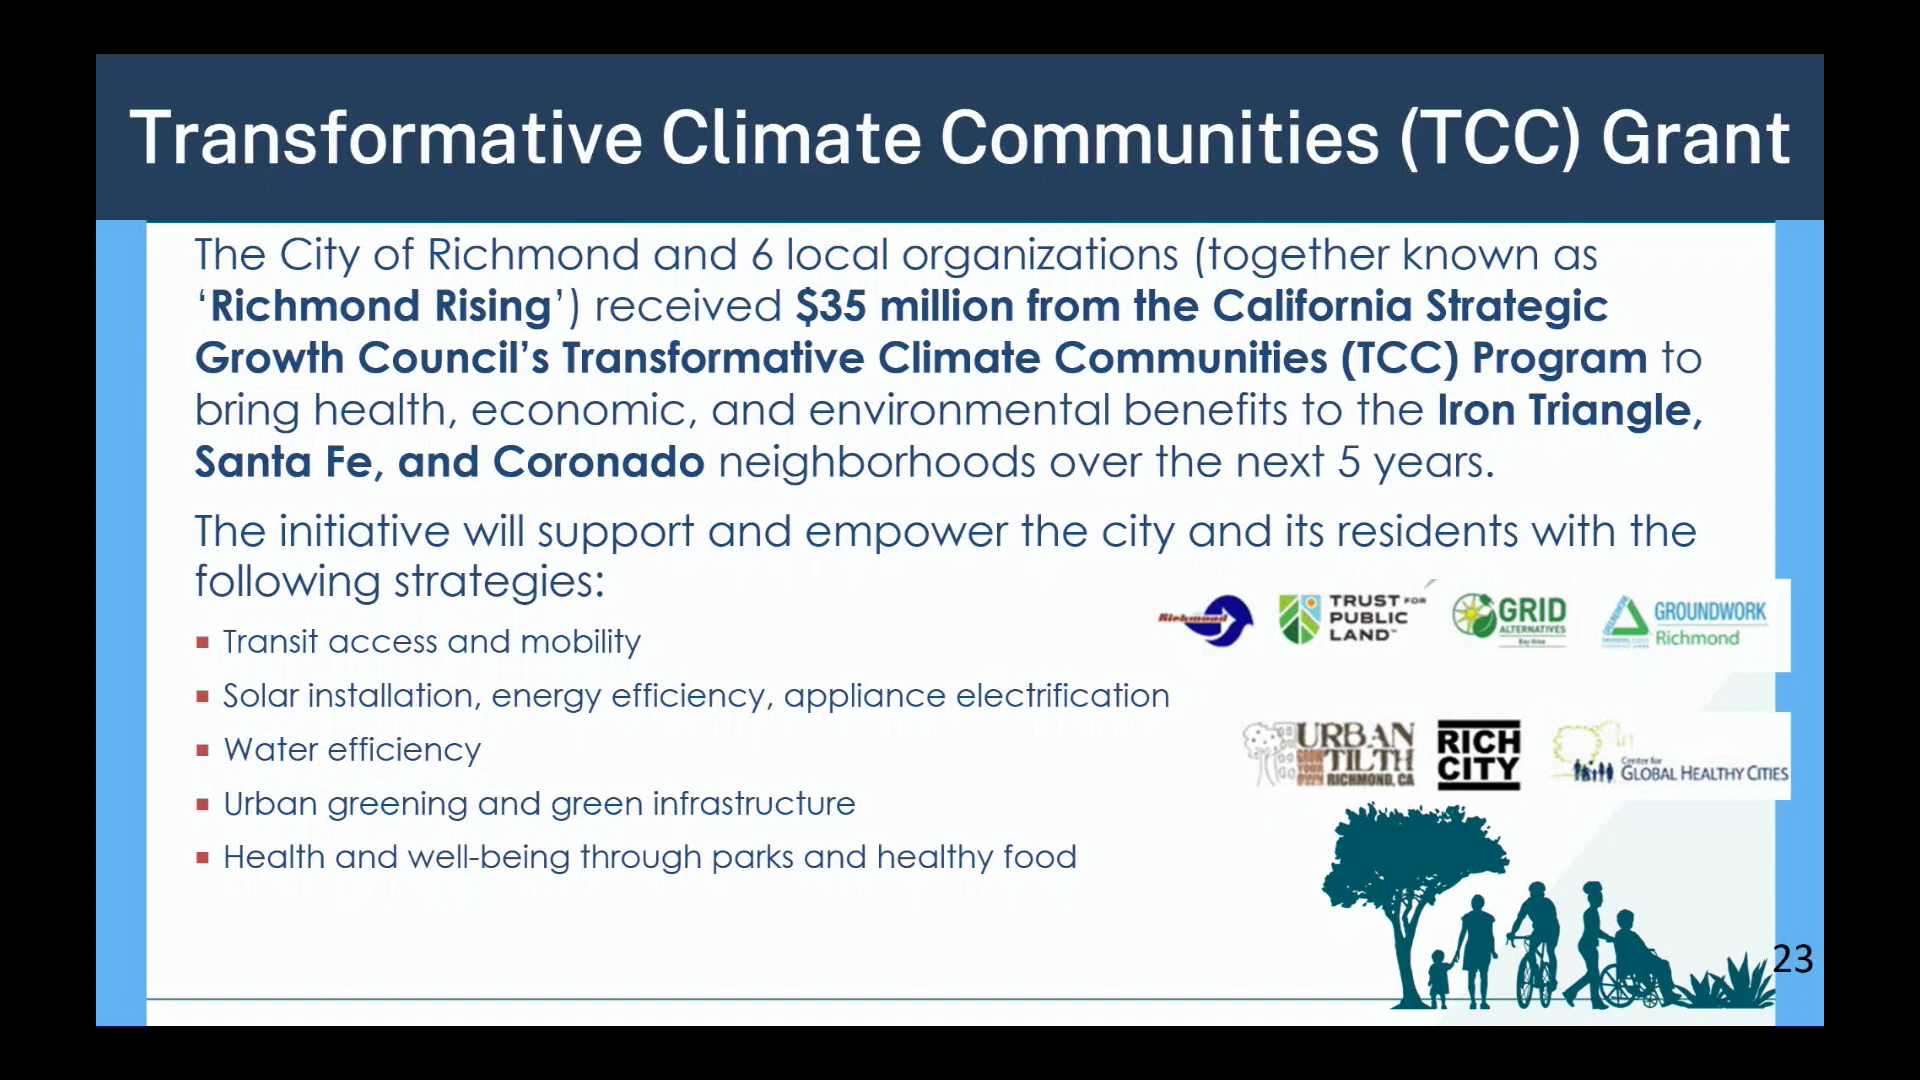 Transformative Climate Communities (TCC) Grant
The City of Richmond and 6 local organizations (together known as
‘Richmond Rising’) received $35 million from the California Strategic
Growth Council’s Transformative Climate Communities (TCC) Program to
bring health, economic, and environmental benefits to the Iron Triangle,
Santa Fe, and Coronado neighborhoods over the next 5 years.
The initiative will support and empower the city and its residents with the
following strategies:
▪ Transit access and mobility
▪ Solar installation, energy efficiency, appliance electrification
▪ Water efficiency
▪ Urban greening and green infrastructure
▪ Health and well-being through parks and healthy food
Richmond
TRUST FOR
PUBLIC
LAND
GRID
ALTERNATIVES
Bay Area
GROUNDWORK
Richmond
URBAN
TILTH
RICHMOND, CA
RICH
CITY
Center for
GLOBAL HEALTHY CITIES
23